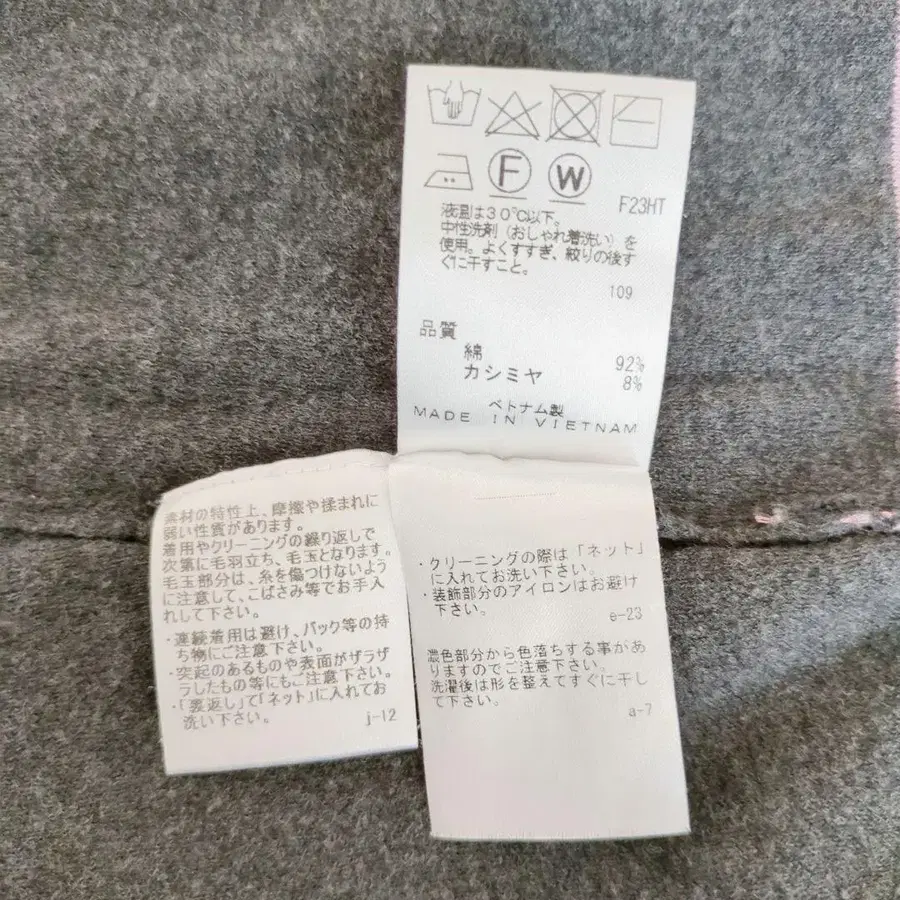 F
W
F23HT
液温は30℃以下。
中性洗剤(おしゃれ着洗い)を
使用。よくすすぎ、絞りの後す
ぐに干すこと。
109
品質
綿 92%
カシミヤ 8%
ベトナム製
MADE IN VIETNAM
素材の特性上、摩擦や揉まれに
弱い性質があります。
着用やクリーニングの繰り返しで
次第に毛羽立ち、毛玉となります。
毛玉部分は、糸を傷つけないよう
に注意して、こばさみ等でお手入
れして下さい。
・連続着用は避け、バック等の持
ち物にご注意下さい。
・突起のあるものや表面がザラザ
ラしたもの等にもご注意下さい。
・「裏返し」て「ネット」に入れてお
洗い下さい。
j-12
・クリーニングの際は「ネット」
に入れてお洗い下さい。
・装飾部分のアイロンはお避け
下さい。
e-23
濃色部分から色落ちする事があ
りますのでご注意下さい。
洗濯後は形を整えてすぐに干し
て下さい。
a-7